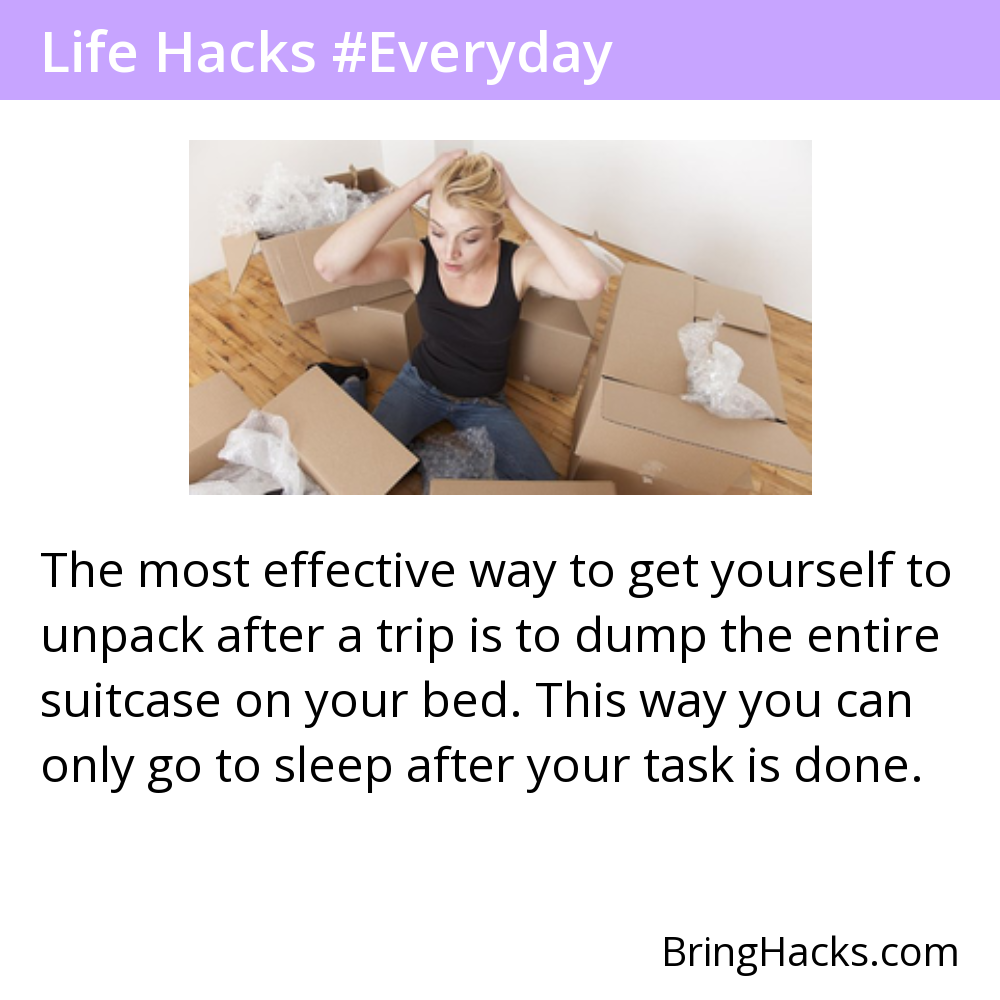 Life Hacks #Everyday
The most effective way to get yourself to
unpack after a trip is to dump the entire
suitcase on your bed. This way you can
only go to sleep after your task is done.
BringHacks.com